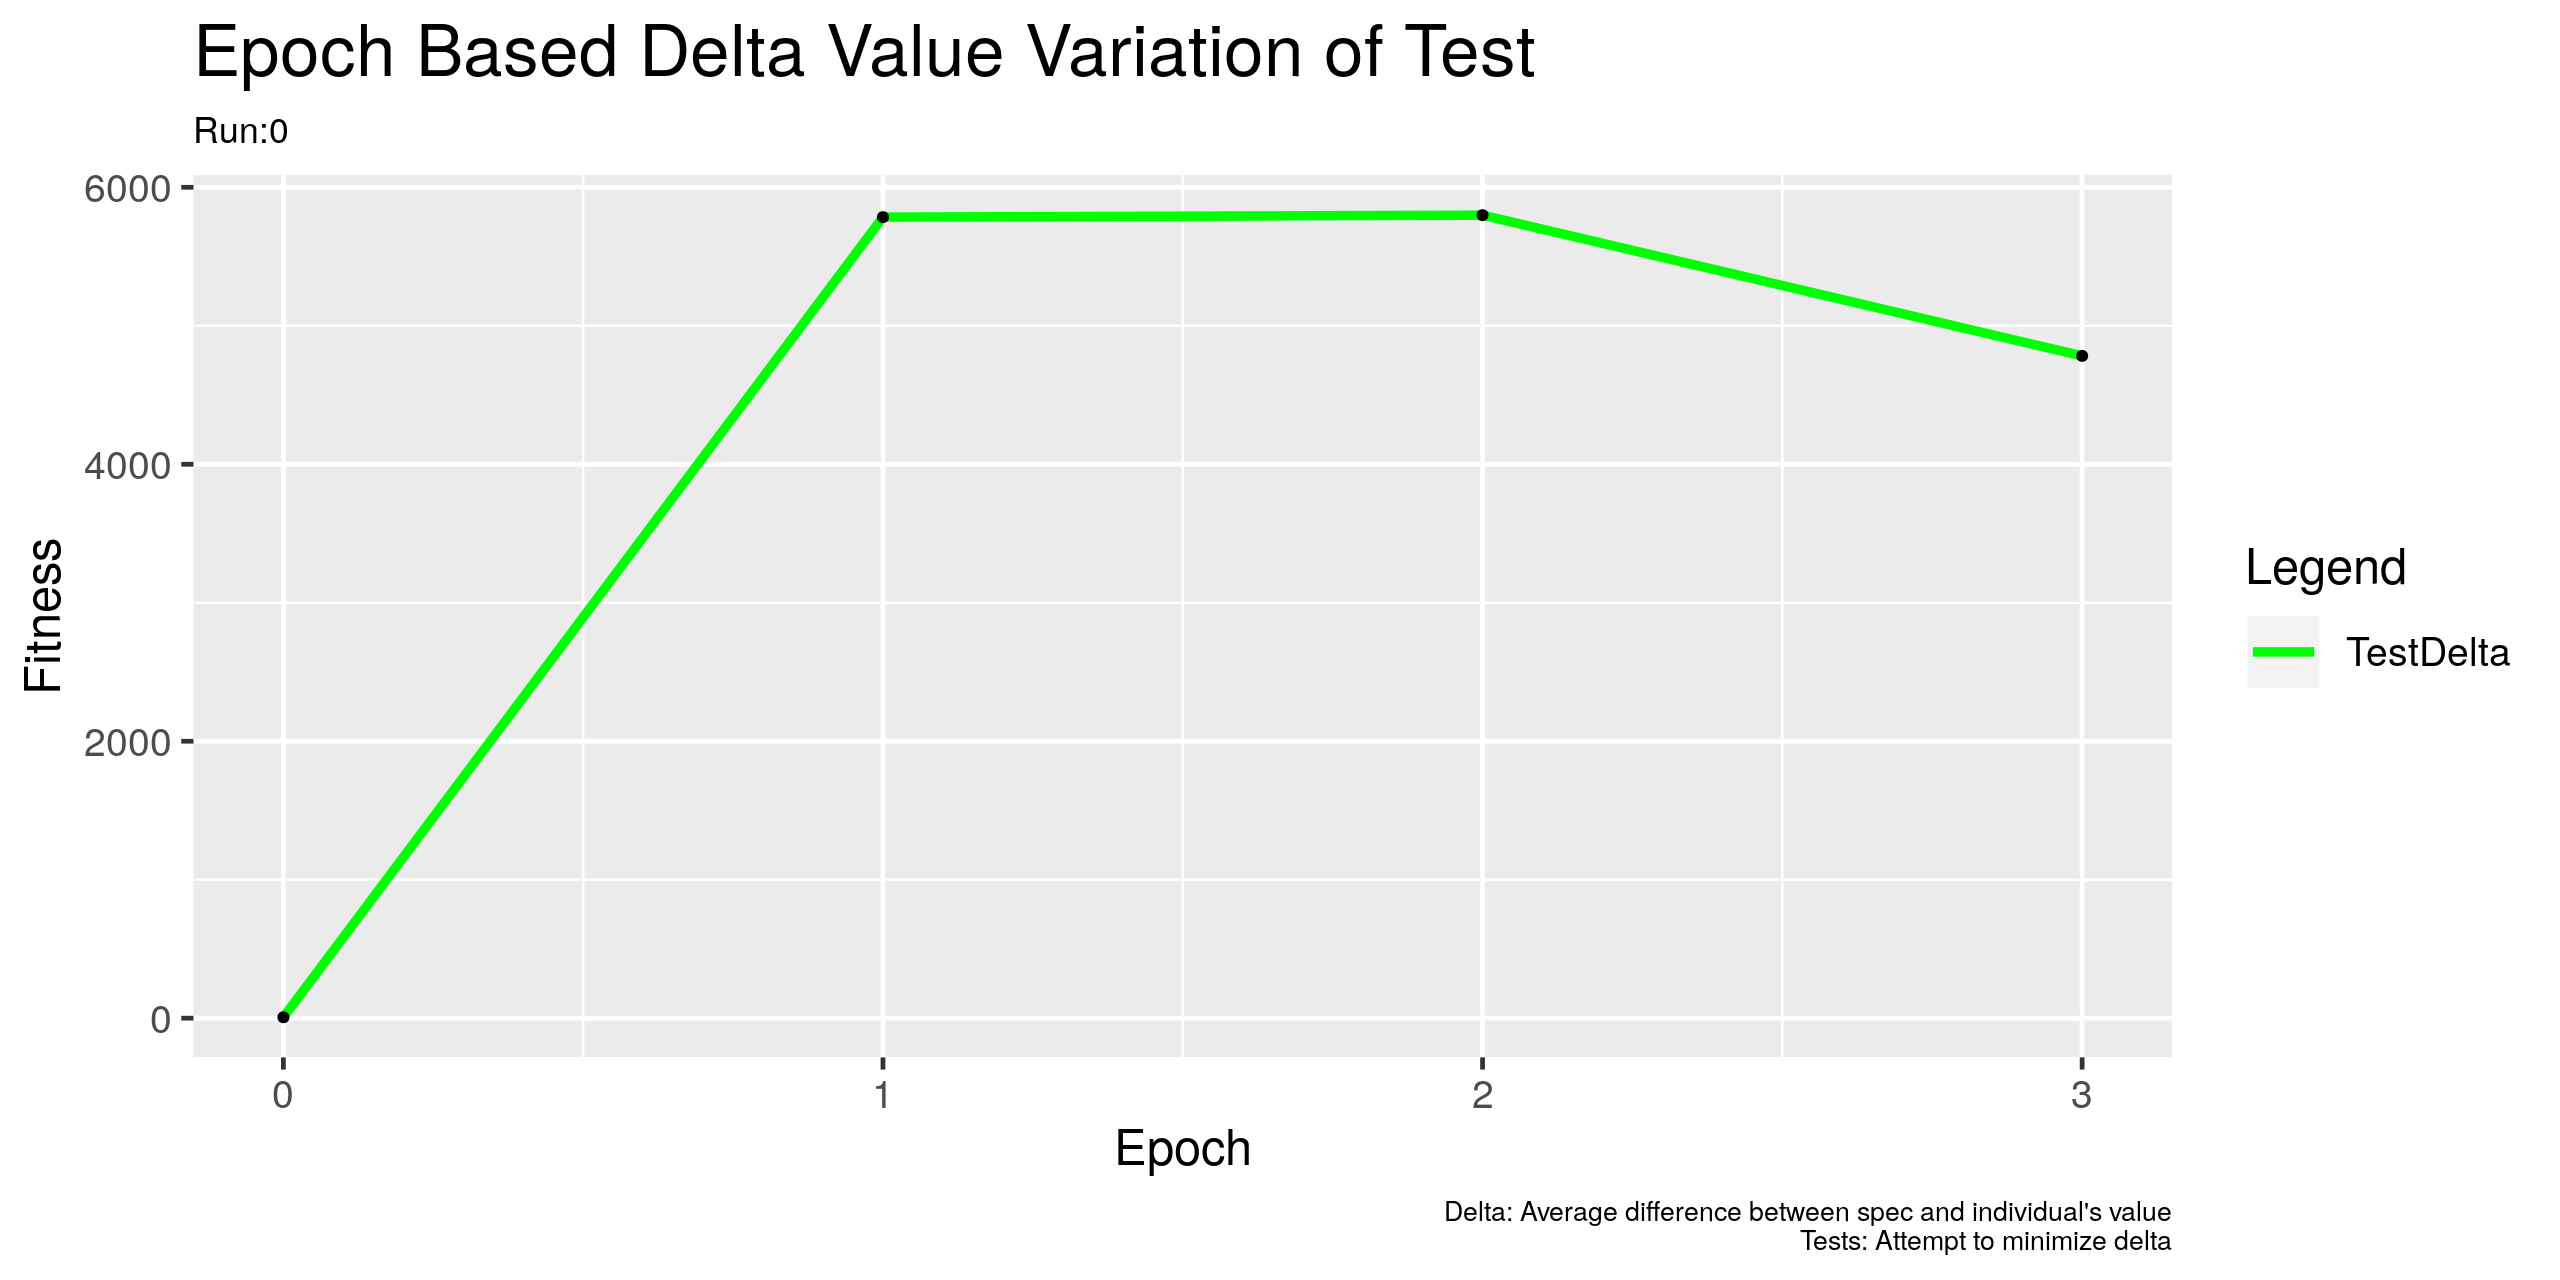 Epoch Based Delta Value Variation of Test
Run:0
6000
4000
2000
0
Fitness
0
1
2
3
Epoch
Legend
TestDelta
Delta: Average difference between spec and individual's value
Tests: Attempt to minimize delta